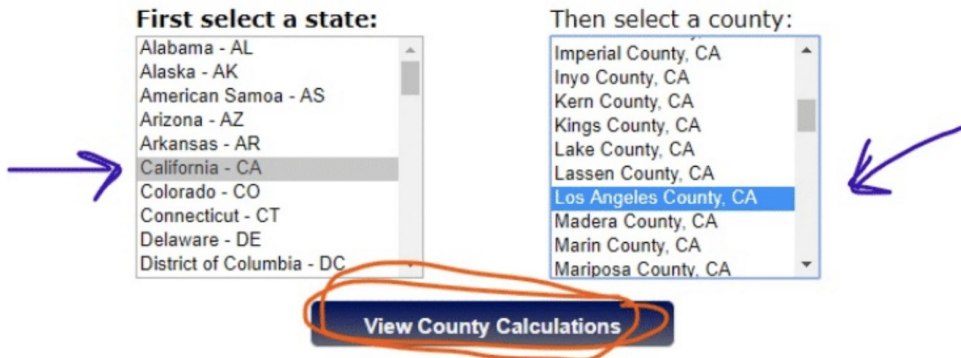 First select a state:
Alabama - AL
Alaska - AK
American Samoa - AS
Arizona - AZ
Arkansas - AR
California - CA
Colorado - CO
Connecticut - CT
Delaware - DE
District of Columbia - DC
Then select a county:
Imperial County, CA
Inyo County, CA
Kern County, CA
Kings County, CA
Lake County, CA
Lassen County, CA
Los Angeles County, CA
Madera County, CA
Marin County, CA
Mariposa County, CA
View County Calculations